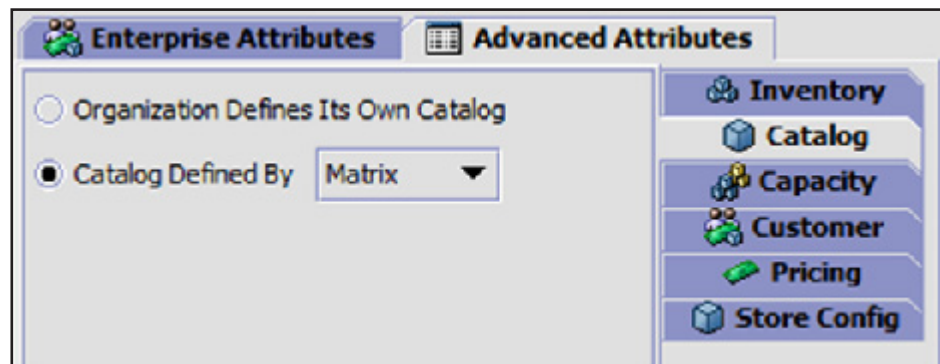 Enterprise Attributes
Advanced Attributes
Organization Defines Its Own Catalog
Catalog Defined By
Matrix
Inventory
Catalog
Capacity
Customer
Pricing
Store Config